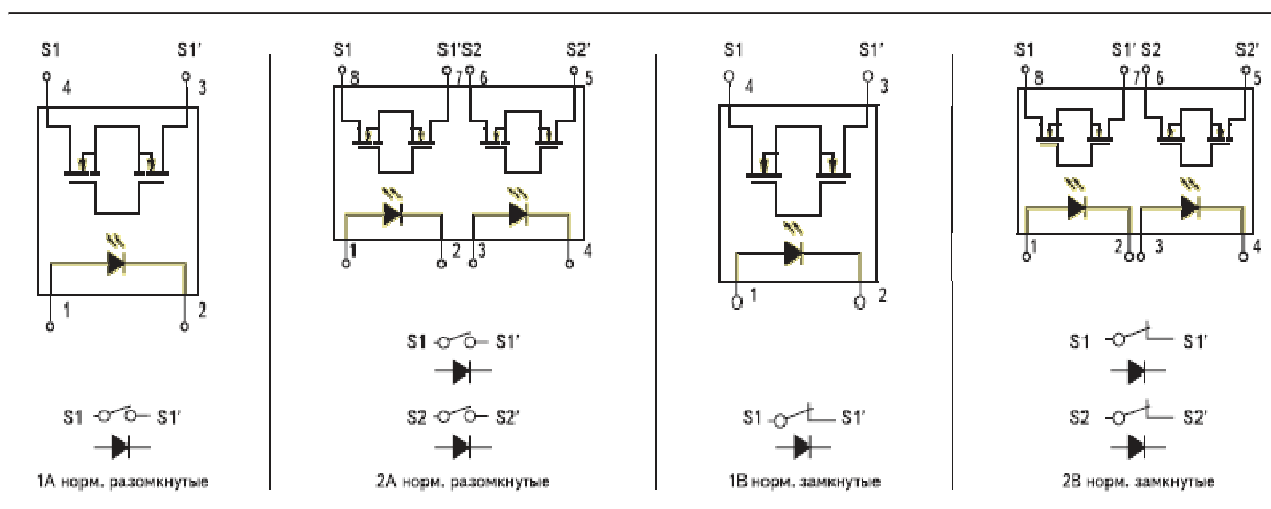 S1 S1'
4 3
1 2
S1 S1'
1A норм. разомкнутые
S1 S1' S2 S2'
8 7 6 5
1 2 3 4
S1 S1'
S2 S2'
2A норм. разомкнутые
S1 S1'
4 3
1 2
S1 S1'
1B норм. замкнутые
S1 S1' S2 S2'
8 7 6 5
1 2 3 4
S1 S1'
S2 S2'
2B норм. замкнутые